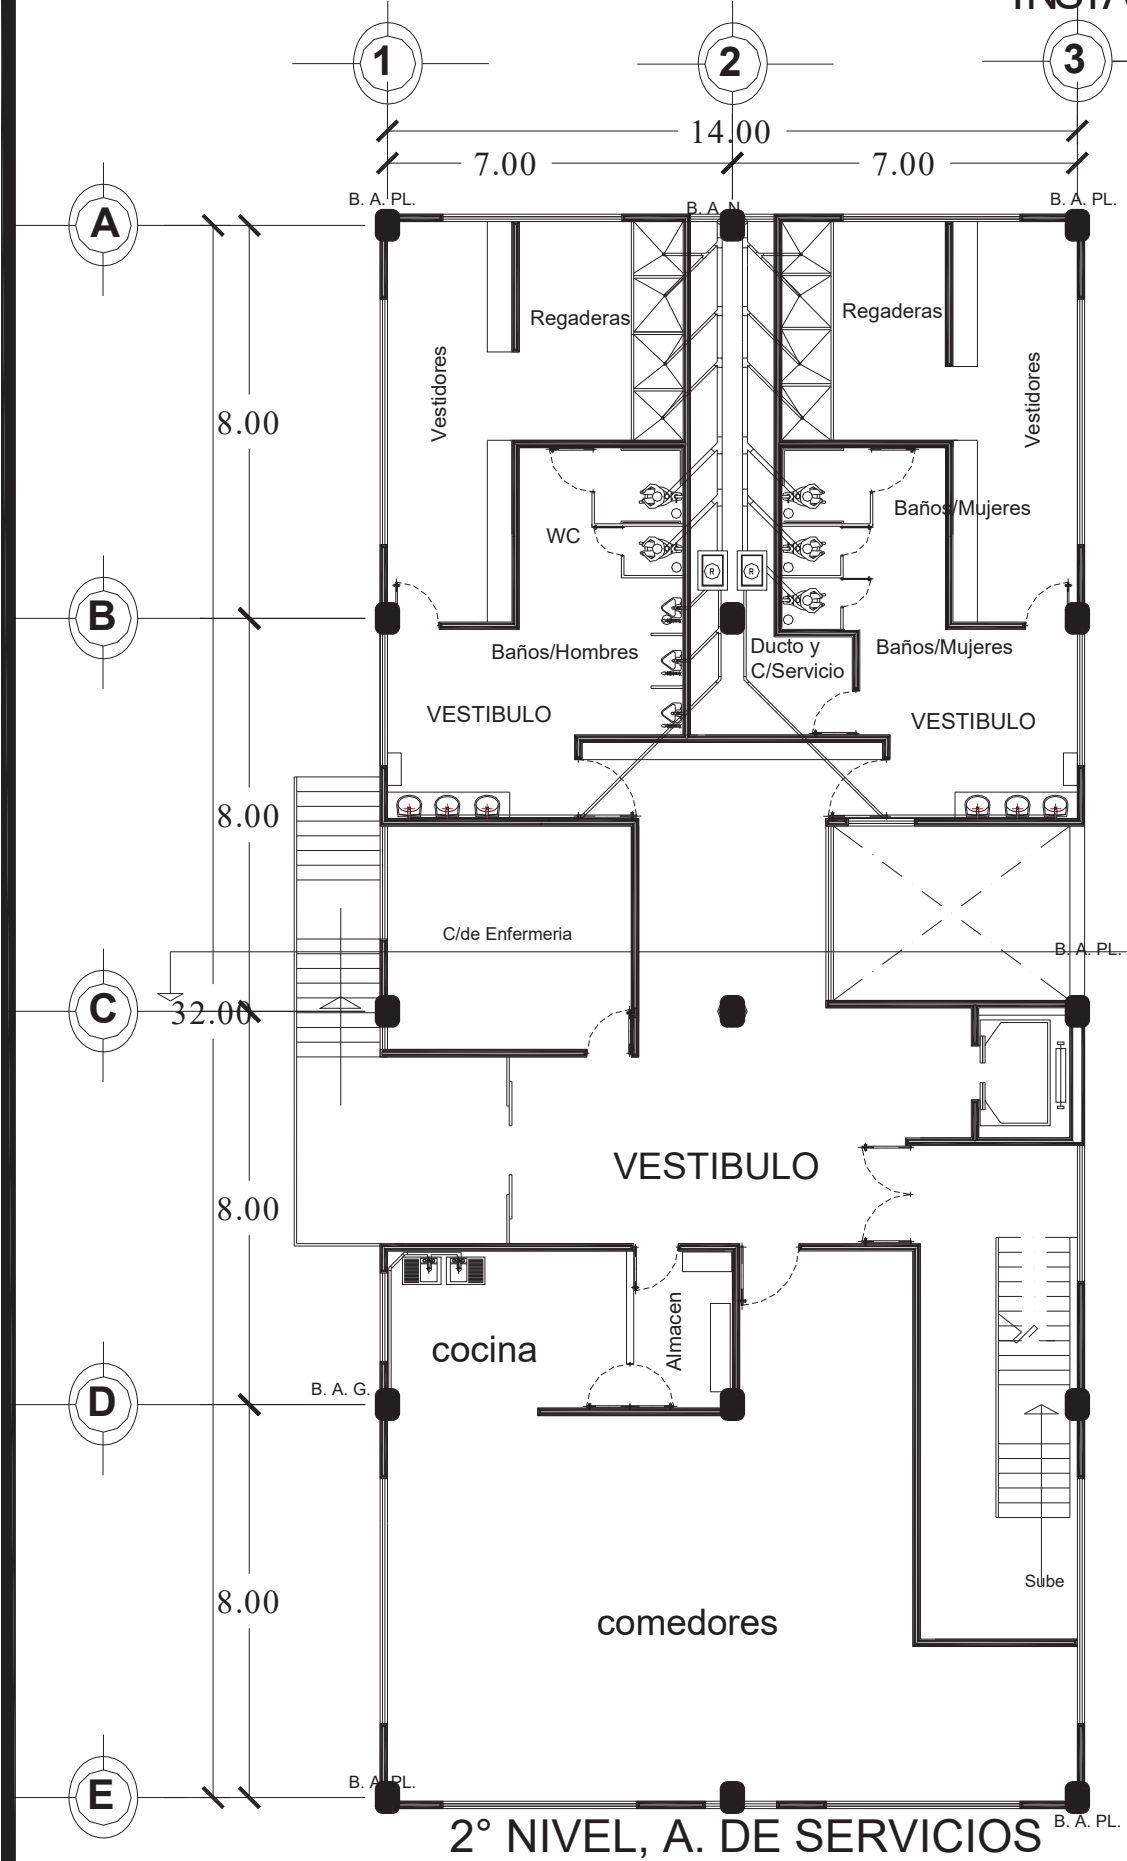 1
2
3
14.00
7.00
7.00
B. A. PL.
B. A. N.
B. A. PL.
A
Regaderas
Regaderas
Vestidores
Vestidores
8.00
Baños/Mujeres
WC
R
R
B
Baños/Hombres
Ducto y
C/Servicio
Baños/Mujeres
VESTIBULO
VESTIBULO
8.00
C/de Enfermeria
B. A. PL.
C
32.00
VESTIBULO
8.00
Almacen
cocina
B. A. G.
D
Sube
8.00
comedores
B. A. PL.
E
B. A. PL.
2° NIVEL, A. DE SERVICIOS